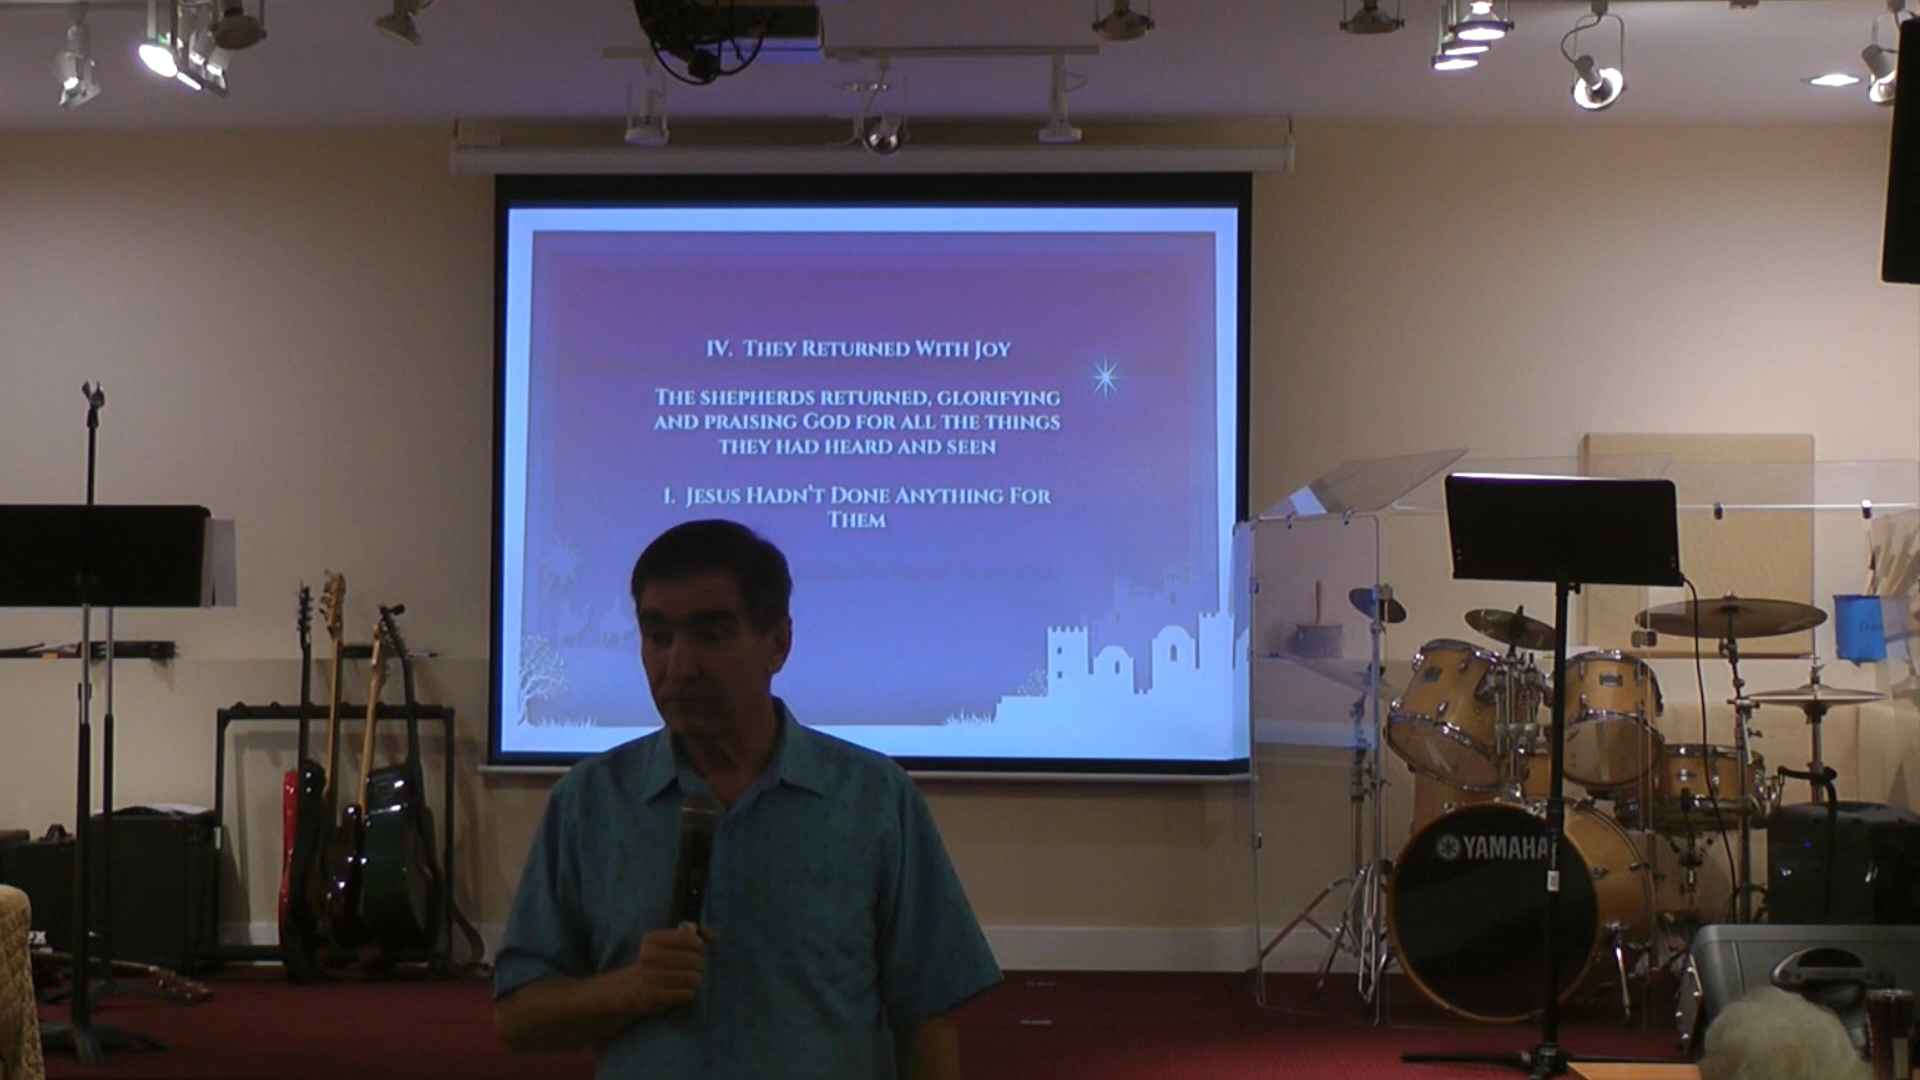 IV. They Returned With Joy
The shepherds returned, glorifying
and praising God for all the things
they had heard and seen
I. Jesus Hadn't Done Anything For
Them
YAMAHA